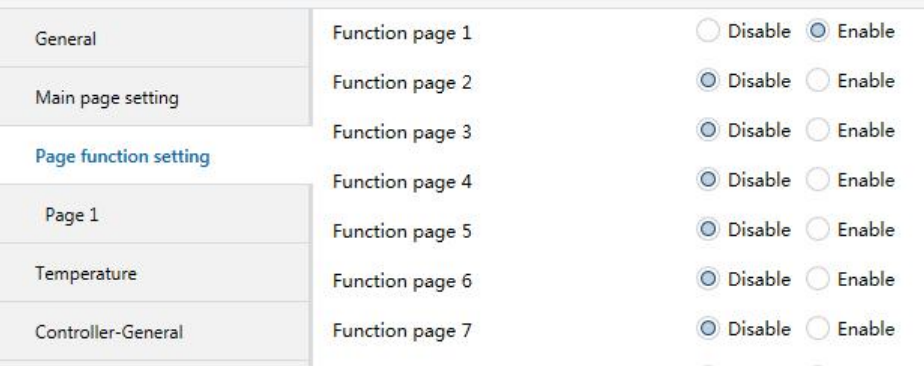 General
Main page setting
Page function setting
Page 1
Temperature
Controller-General
Function page 1 Disable Enable
Function page 2 Disable Enable
Function page 3 Disable Enable
Function page 4 Disable Enable
Function page 5 Disable Enable
Function page 6 Disable Enable
Function page 7 Disable Enable